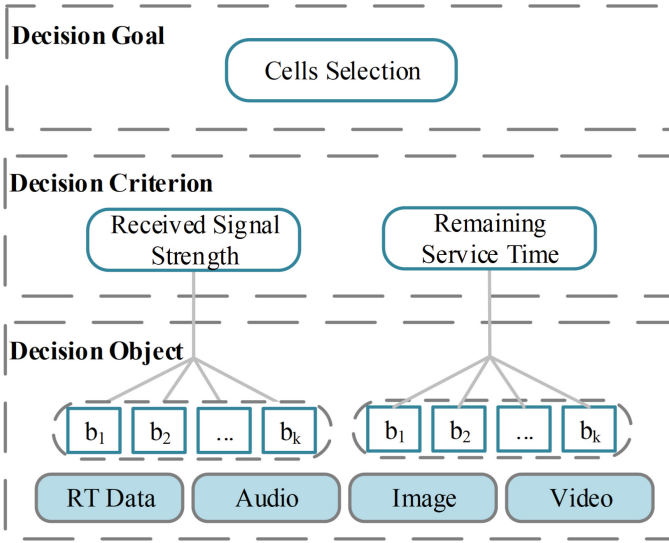 Decision Goal
Cells Selection
Decision Criterion
Received Signal
Strength
Remaining
Service Time
Decision Object
b1 b2 ... bk b1 b2 ... bk
RT Data Audio Image Video